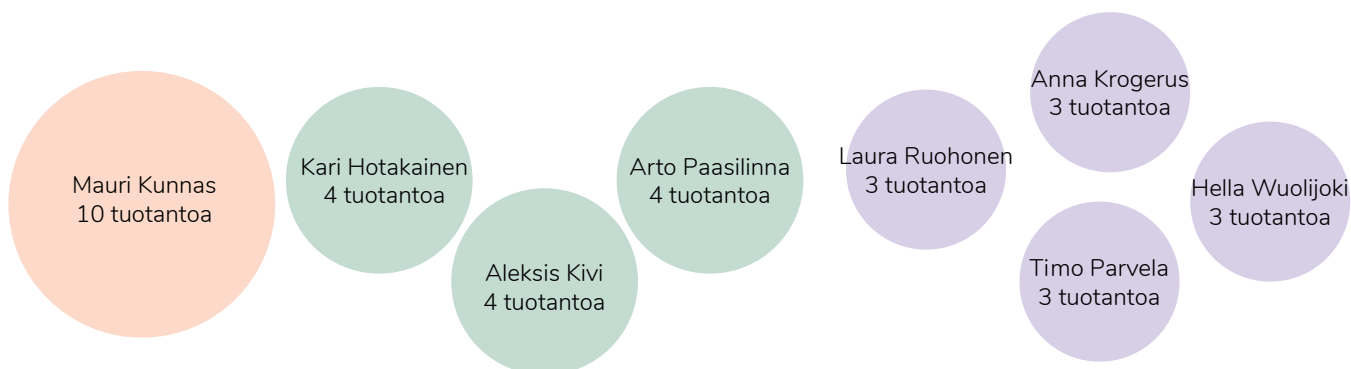 Mauri Kunnas
10 tuotantoa
Kari Hotakainen
4 tuotantoa
Aleksis Kivi
4 tuotantoa
Arto Paasilinna
4 tuotantoa
Laura Ruohonen
3 tuotantoa
Anna Krogerus
3 tuotantoa
Timo Parvela
3 tuotantoa
Hella Wuolijoki
3 tuotantoa